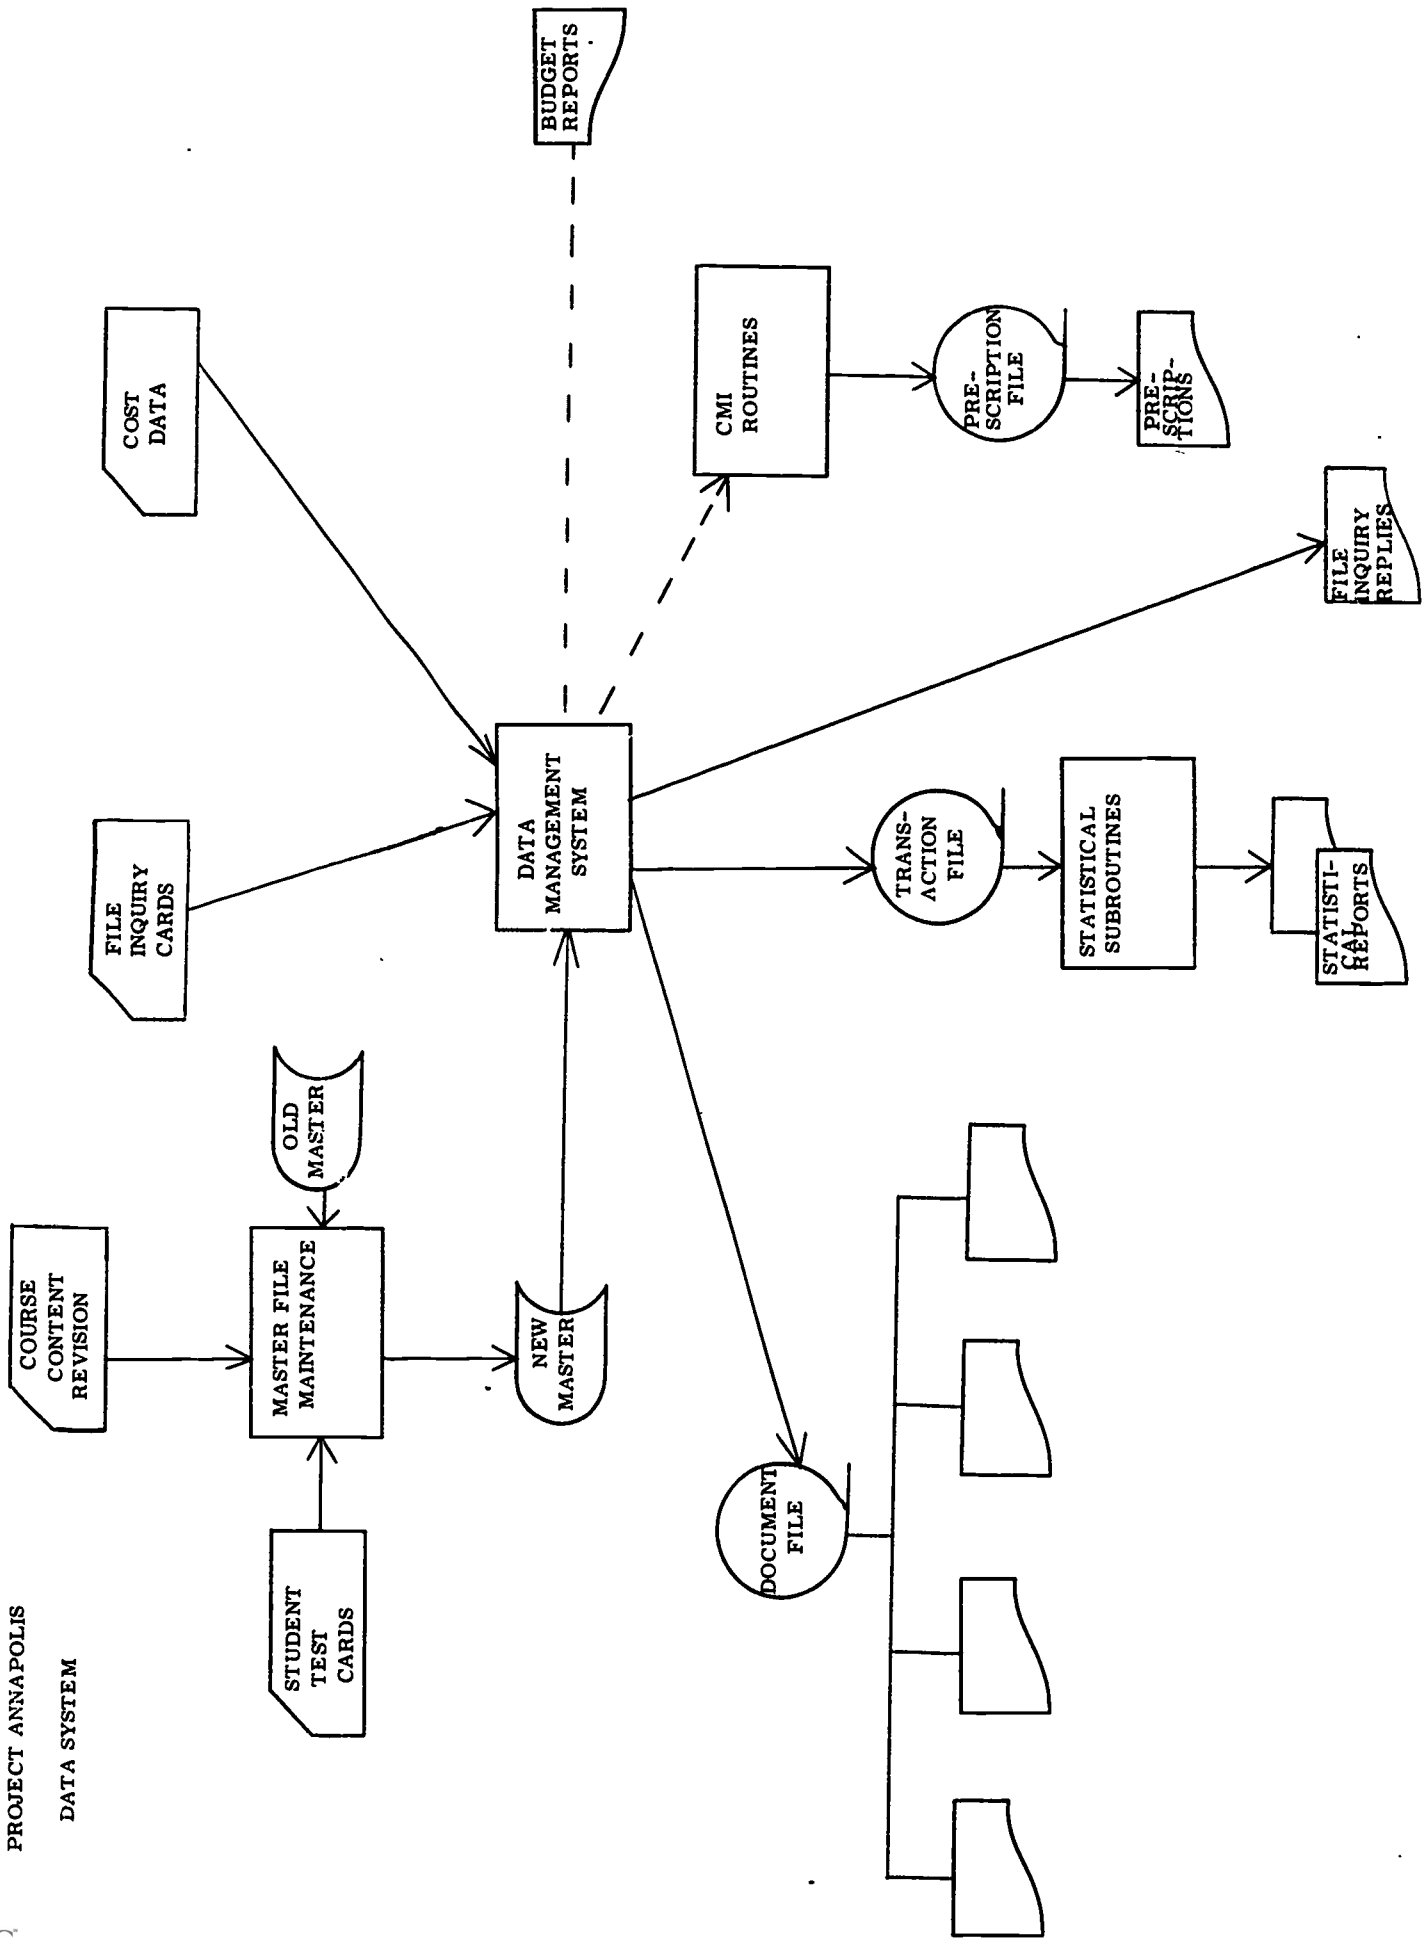 PROJECT ANNAPOLIS
DATA SYSTEM
COURSE
CONTENT
REVISION
STUDENT
TEST
CARDS
MASTER FILE
MAINTENANCE
OLD
MASTER
NEW
MASTER
FILE
INQUIRY
CARDS
COST
DATA
DATA
MANAGEMENT
SYSTEM
BUDGET
REPORTS
CMI
ROUTINES
PRE-
SCRIPTION
FILE
PRE-
SCRIP-
TIONS
FILE
INQUIRY
REPLIES
TRANS-
ACTION
FILE
STATISTICAL
SUBROUTINES
STATISTI-
CAL
REPORTS
DOCUMENT
FILE